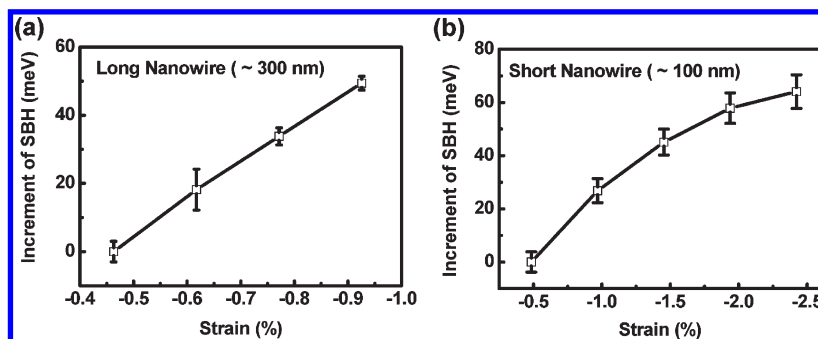 (a)
60
40
20
0
Increment of SBH (meV)
Long Nanowire ( ~ 300 nm)
-0.4 -0.5 -0.6 -0.7 -0.8 -0.9 -1.0
Strain (%)
(b)
80
60
40
20
0
Increment of SBH (meV)
Short Nanowire ( ~ 100 nm)
-0.5 -1.0 -1.5 -2.0 -2.5
Strain (%)